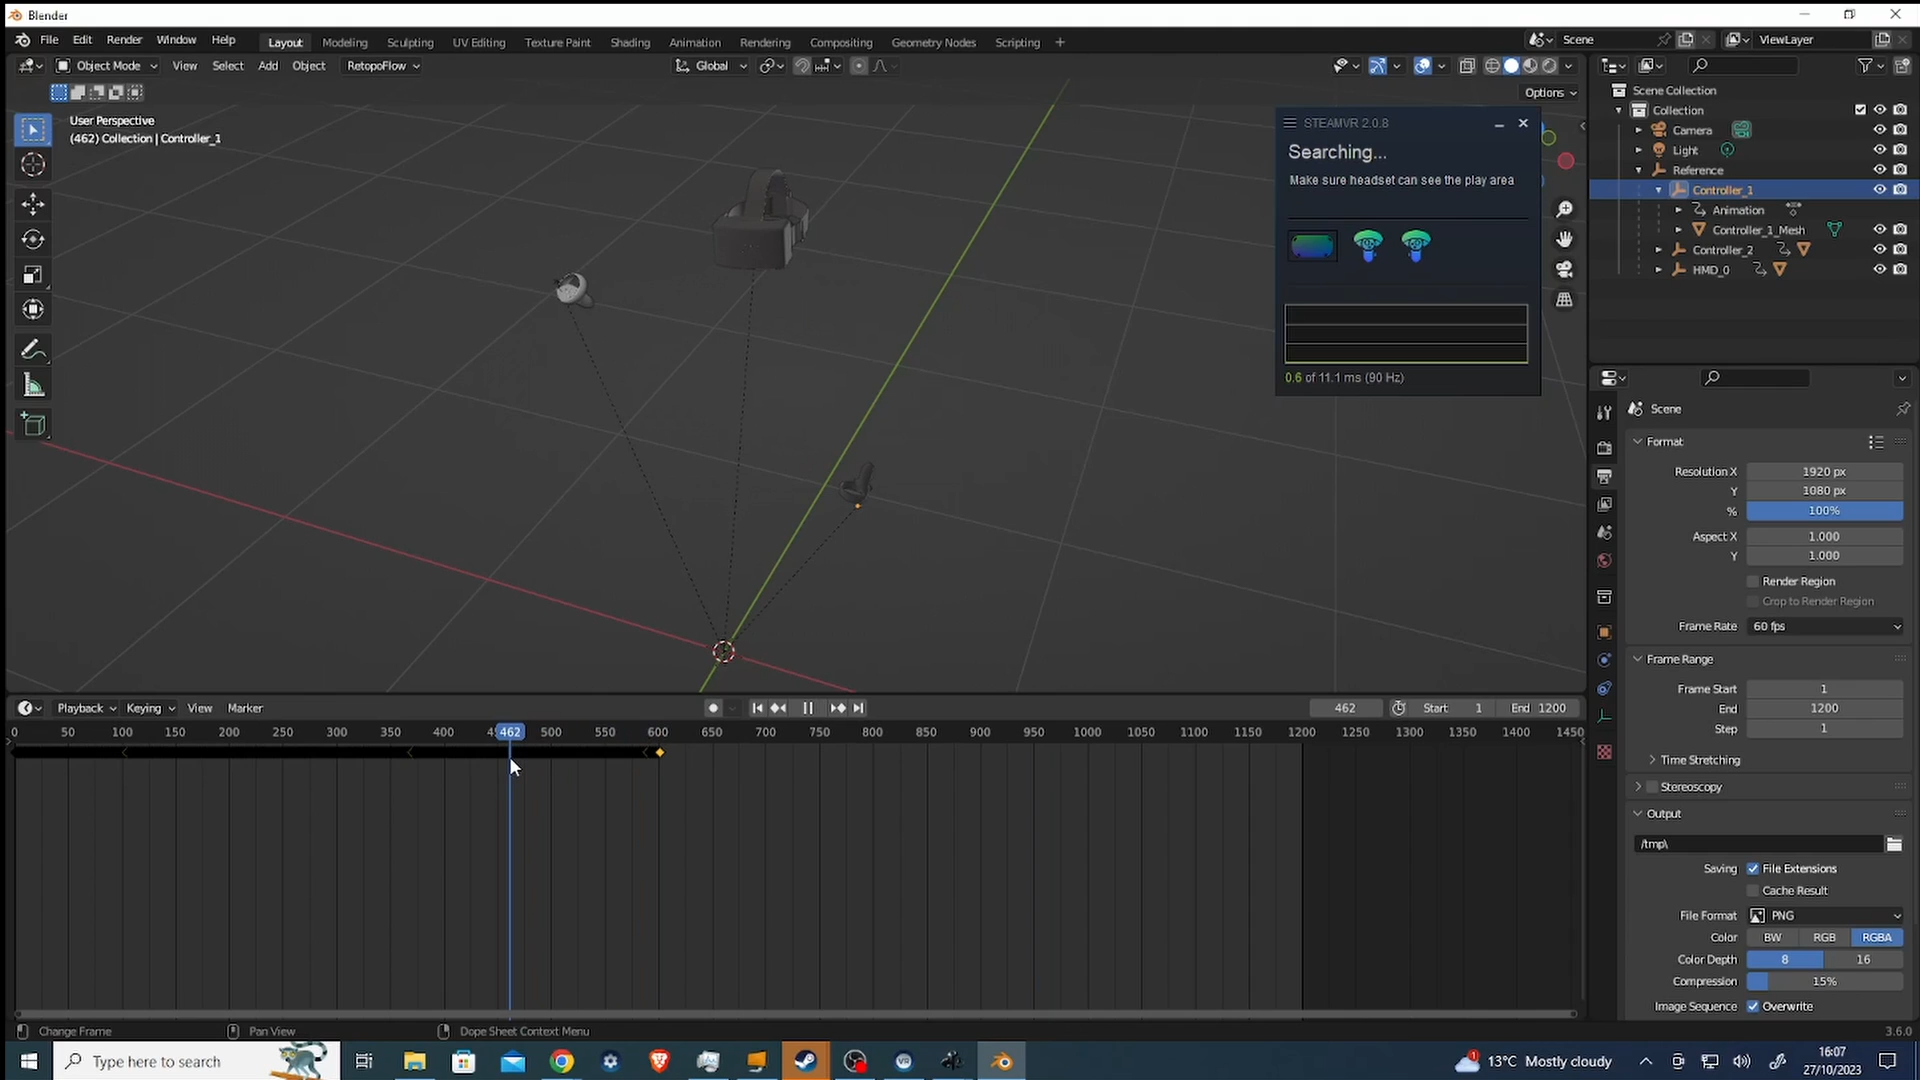 Blender
File Edit Render Window Help Layout Modeling Sculpting UV Editing Texture Paint Shading Animation Rendering Compositing Geometry Nodes Scripting + Scene ViewLayer
Object Mode View Select Add Object RetopoFlow Global
Options
User Perspective
(462) Collection | Controller_1
STEAMVR 2.0.8
Searching...
Make sure headset can see the play area
0.6 of 11.1 ms (90 Hz)
Scene Collection
Collection
Camera
Light
Reference
Controller_1
Animation
Controller_1_Mesh
Controller_2
HMD_0
Scene
Format
Resolution X 1920 px
Y 1080 px
% 100%
Aspect X 1.000
Y 1.000
Render Region
Crop to Render Region
Frame Rate 60 fps
Frame Range
Frame Start 1
End 1200
Step 1
Time Stretching
Stereoscopy
Output
/tmp\
Saving File Extensions
Cache Result
File Format PNG
Color BW RGB RGBA
Color Depth 8 16
Compression 15%
Image Sequence Overwrite
Playback Keying View Marker 462 Start 1 End 1200
0 50 100 150 200 250 300 350 400 462 500 550 600 650 700 750 800 850 900 950 1000 1050 1100 1150 1200 1250 1300 1350 1400 1450
Change Frame Pan View Dope Sheet Context Menu 3.6.0
Type here to search
1
13°C Mostly cloudy
16:07
27/10/2023